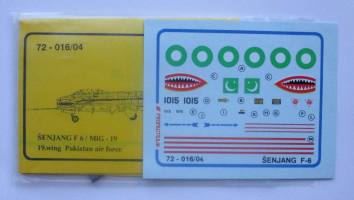 72 - 016/04
ŠENJANG F 6 / MIG - 19
19.wing Pakistan air force
1015 1015
72 - 016/04 ŠENJANG F-6